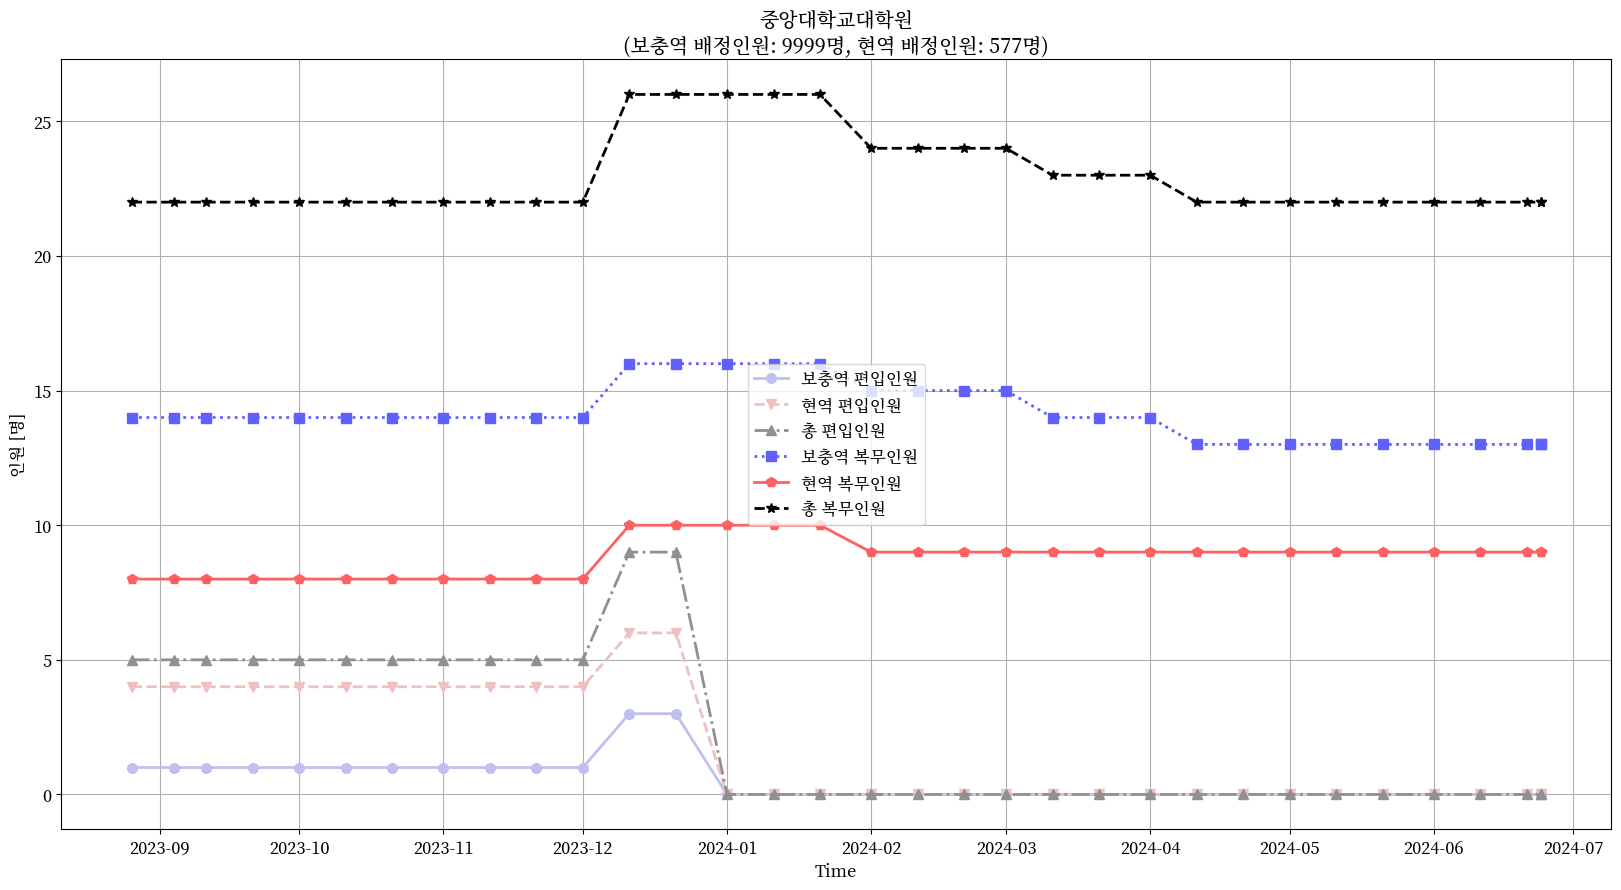 중앙대학교대학원
(보충역 배정인원: 9999명, 현역 배정인원: 577명)
인원 [명]
25
20
15
10
5
0
보충역 편입인원
현역 편입인원
총 편입인원
보충역 복무인원
현역 복무인원
총 복무인원
2023-09
2023-10
2023-11
2023-12
2024-01
2024-02
2024-03
2024-04
2024-05
2024-06
2024-07
Time